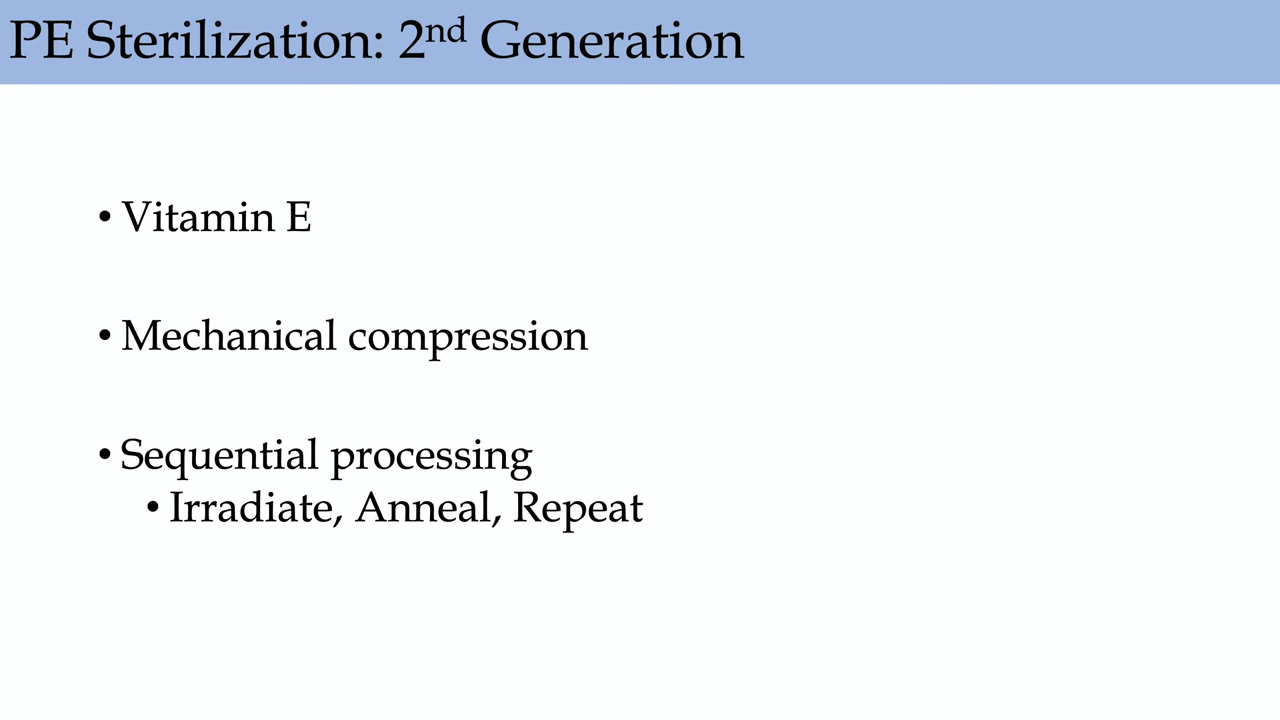 PE Sterilization: 2nd Generation
• Vitamin E
• Mechanical compression
• Sequential processing
• Irradiate, Anneal, Repeat